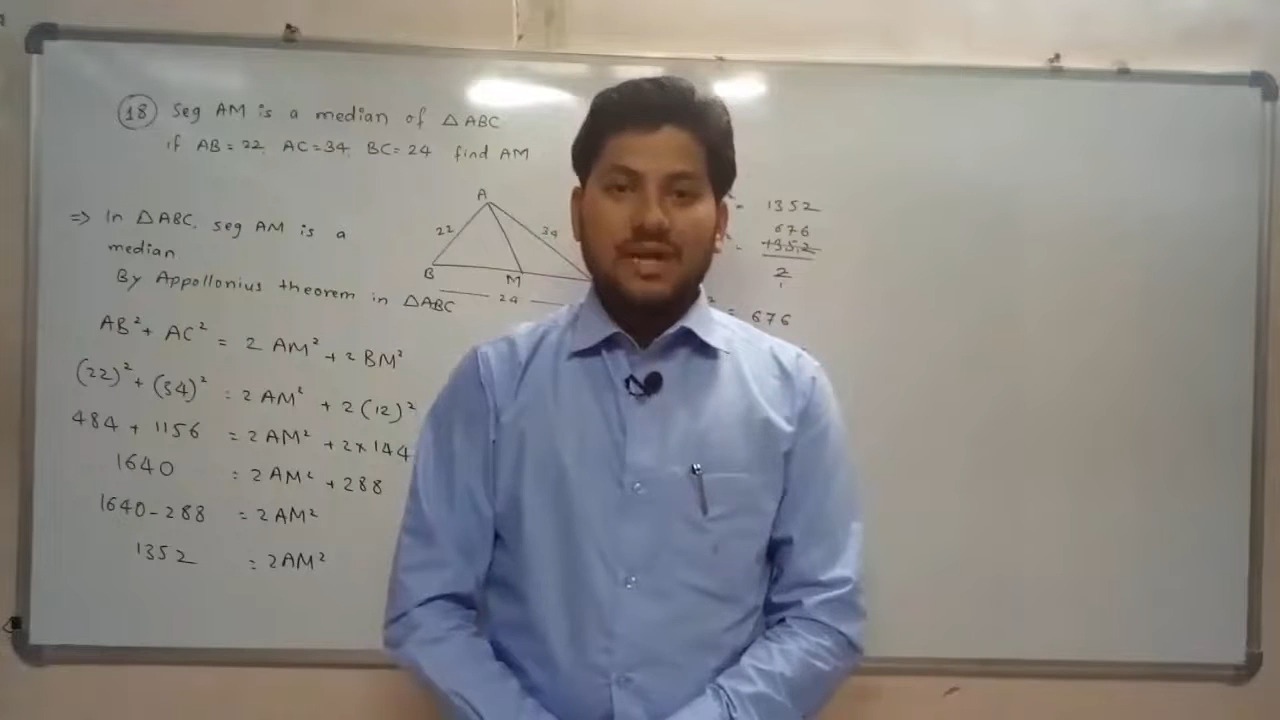 18 Seg AM is a median of △ABC
if AB = 22, AC = 34, BC = 24 find AM
⇒ In △ABC, seg AM is a
median
By Appollonius theorem in △ABC
AB² + AC² = 2 AM² + 2 BM²
(22)² + (34)² = 2 AM² + 2 (12)²
484 + 1156 = 2 AM² + 2 × 144
1640 = 2 AM² + 288
1640 - 288 = 2 AM²
1352 = 2AM²
A
22
34
B
M
24
= 1352
676
1352
2
1
² = 676